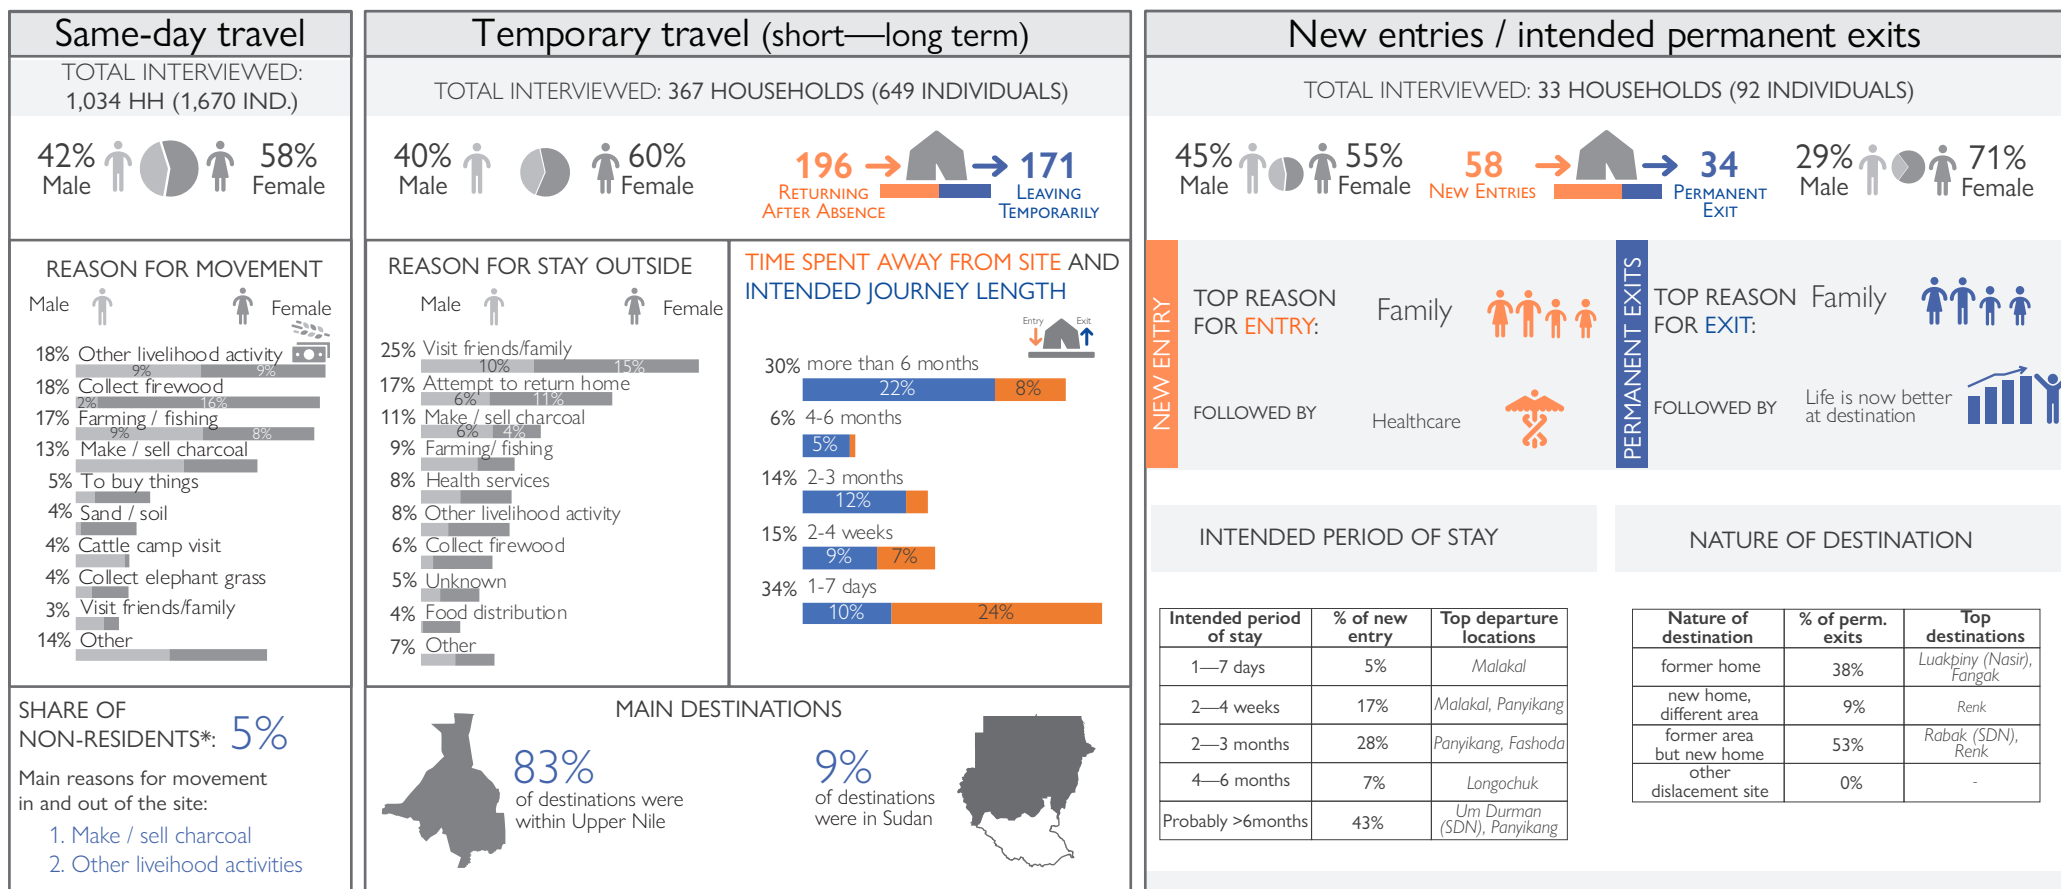 Same-day travel
TOTAL INTERVIEWED:
1,034 HH (1,670 IND.)
42%
Male
58%
Female
REASON FOR MOVEMENT
Male
Female
18% Other livelihood activity
9% 9%
18% Collect firewood
2% 16%
17% Farming / fishing
9% 8%
13% Make / sell charcoal
5% To buy things
4% Sand / soil
4% Cattle camp visit
4% Collect elephant grass
3% Visit friends/family
14% Other
SHARE OF
NON-RESIDENTS*: 5%
Main reasons for movement
in and out of the site:
1. Make / sell charcoal
2. Other liveihood activities
Temporary travel (short—long term)
TOTAL INTERVIEWED: 367 HOUSEHOLDS (649 INDIVIDUALS)
40%
Male
60%
Female
196
RETURNING
AFTER ABSENCE
171
LEAVING
TEMPORARILY
REASON FOR STAY OUTSIDE
Male
Female
25% Visit friends/family
10% 15%
17% Attempt to return home
6% 11%
11% Make / sell charcoal
6% 4%
9% Farming/ fishing
8% Health services
8% Other livelihood activity
6% Collect firewood
5% Unknown
4% Food distribution
7% Other
TIME SPENT AWAY FROM SITE AND
INTENDED JOURNEY LENGTH
Entry Exit
30% more than 6 months
22% 8%
6% 4-6 months
5%
14% 2-3 months
12%
15% 2-4 weeks
9% 7%
34% 1-7 days
10% 24%
MAIN DESTINATIONS
83%
of destinations were
within Upper Nile
9%
of destinations
were in Sudan
New entries / intended permanent exits
TOTAL INTERVIEWED: 33 HOUSEHOLDS (92 INDIVIDUALS)
45%
Male
55%
Female
58
NEW ENTRIES
34
PERMANENT
EXIT
29%
Male
71%
Female
NEW ENTRY
TOP REASON
FOR ENTRY:
Family
FOLLOWED BY
Healthcare
PERMANENT EXITS
TOP REASON
FOR EXIT:
Family
FOLLOWED BY
Life is now better
at destination
INTENDED PERIOD OF STAY
Intended period
of stay
% of new
entry
Top departure
locations
1—7 days 5% Malakal
2—4 weeks 17% Malakal, Panyikang
2—3 months 28% Panyikang, Fashoda
4—6 months 7% Longochuk
Probably >6months 43% Um Durman
(SDN), Panyikang
NATURE OF DESTINATION
Nature of
destination
% of perm.
exits
Top
destinations
former home 38% Luakpiny (Nasir),
Fangak
new home,
different area 9% Renk
former area
but new home 53% Rabak (SDN),
Renk
other
dislacement site 0% -